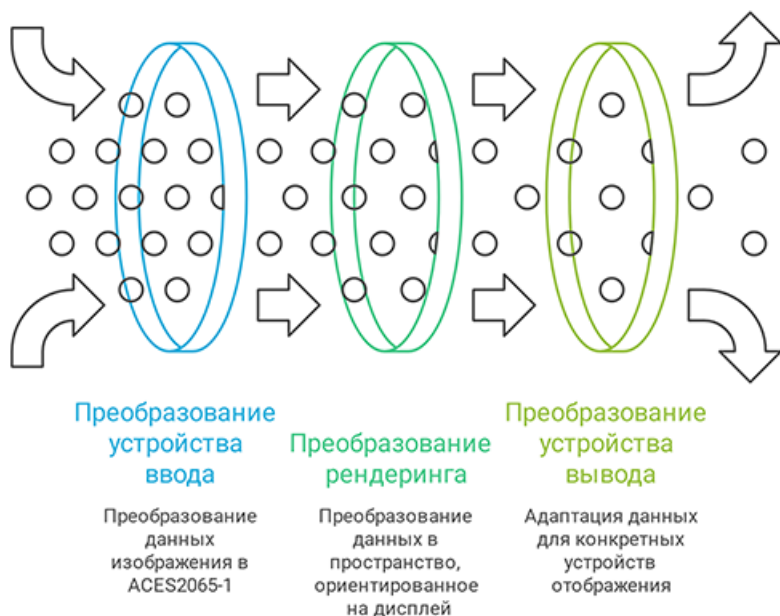 Преобразование
устройства
ввода
Преобразование
данных
изображения в
ACES2065-1
Преобразование
рендеринга
Преобразование
данных в
пространство,
ориентированное
на дисплей
Преобразование
устройства
вывода
Адаптация данных
для конкретных
устройств
отображения